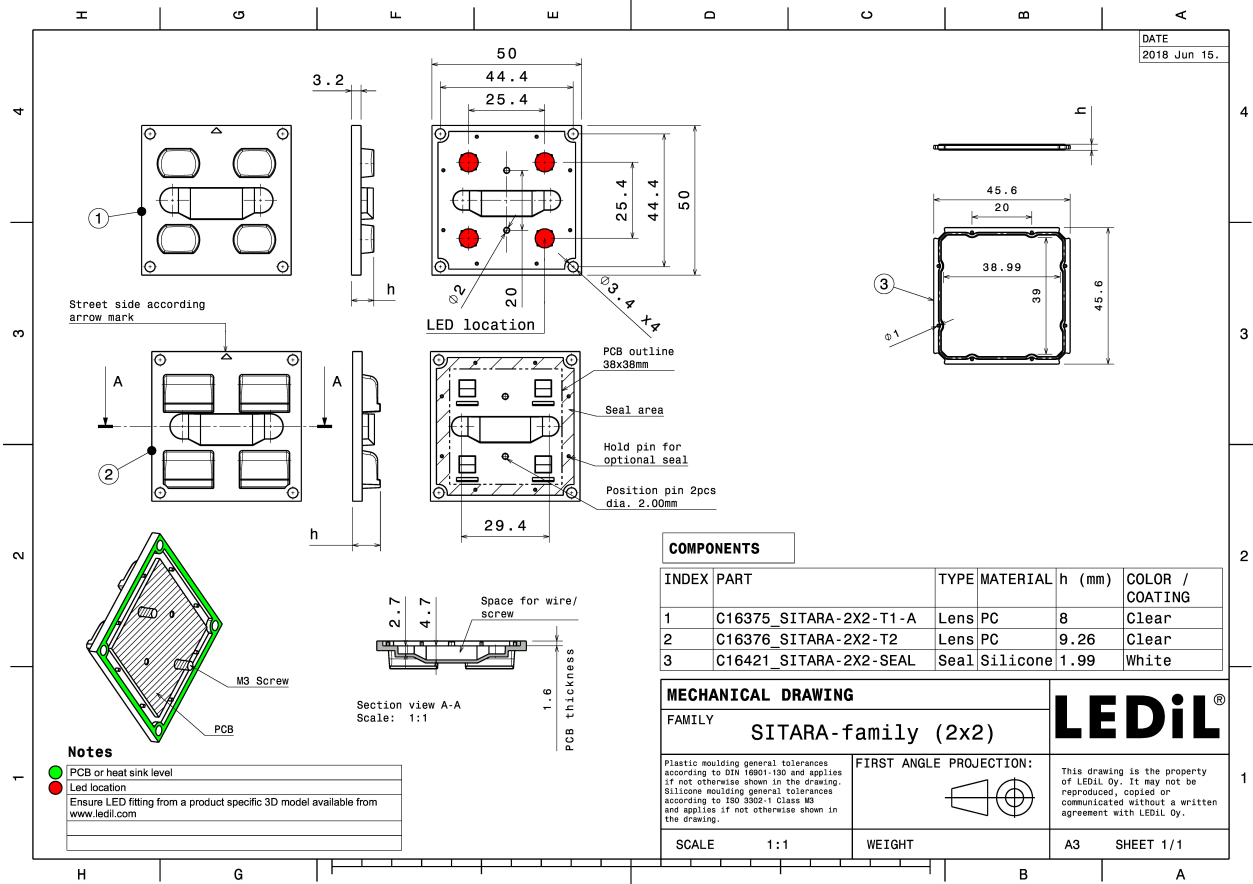 H G F E D C B A
DATE
2018 Jun 15.
4
4
3
3
2
2
1
1
50
44.4
25.4
3.2
h
25.4
44.4
50
⌀2
20
⌀3.4 x4
LED location
1
Street side according
arrow mark
A
A
2
h
PCB outline
38x38mm
Seal area
Hold pin for
optional seal
Position pin 2pcs
dia. 2.00mm
29.4
h
45.6
20
38.99
39
45.6
⌀1
3
M3 Screw
PCB
2.7
4.7
Space for wire/
screw
1.6
PCB thickness
Section view A-A
Scale: 1:1
Notes
PCB or heat sink level
Led location
Ensure LED fitting from a product specific 3D model available from
www.ledil.com
COMPONENTS
INDEX PART TYPE MATERIAL h (mm) COLOR /
COATING
1 C16375_SITARA-2X2-T1-A Lens PC 8 Clear
2 C16376_SITARA-2X2-T2 Lens PC 9.26 Clear
3 C16421_SITARA-2X2-SEAL Seal Silicone 1.99 White
MECHANICAL DRAWING
FAMILY
SITARA-family (2x2)
LEDiL®
Plastic moulding general tolerances
according to DIN 16901-130 and applies
if not otherwise shown in the drawing.
Silicone moulding general tolerances
according to ISO 3302-1 Class M3
and applies if not otherwise shown in
the drawing.
FIRST ANGLE PROJECTION:
This drawing is the property
of LEDiL Oy. It may not be
reproduced, copied or
communicated without a written
agreement with LEDiL Oy.
SCALE 1:1 WEIGHT A3 SHEET 1/1
H G B A